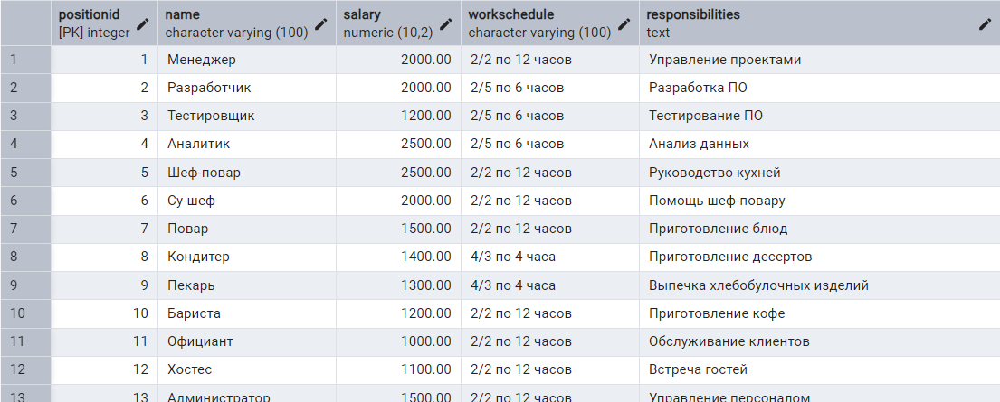 positionid name salary workschedule responsibilities
[PK] integer character varying (100) numeric (10,2) character varying (100) text
1 1 Менеджер 2000.00 2/2 по 12 часов Управление проектами
2 2 Разработчик 2000.00 2/5 по 6 часов Разработка ПО
3 3 Тестировщик 1200.00 2/5 по 6 часов Тестирование ПО
4 4 Аналитик 2500.00 2/5 по 6 часов Анализ данных
5 5 Шеф-повар 2500.00 2/2 по 12 часов Руководство кухней
6 6 Су-шеф 2000.00 2/2 по 12 часов Помощь шеф-повару
7 7 Повар 1500.00 2/2 по 12 часов Приготовление блюд
8 8 Кондитер 1400.00 4/3 по 4 часа Приготовление десертов
9 9 Пекарь 1300.00 4/3 по 4 часа Выпечка хлебобулочных изделий
10 10 Бариста 1200.00 2/2 по 12 часов Приготовление кофе
11 11 Официант 1000.00 2/2 по 12 часов Обслуживание клиентов
12 12 Хостес 1100.00 2/2 по 12 часов Встреча гостей
13 13 Администратор 1500.00 2/2 по 12 часов Управление персоналом